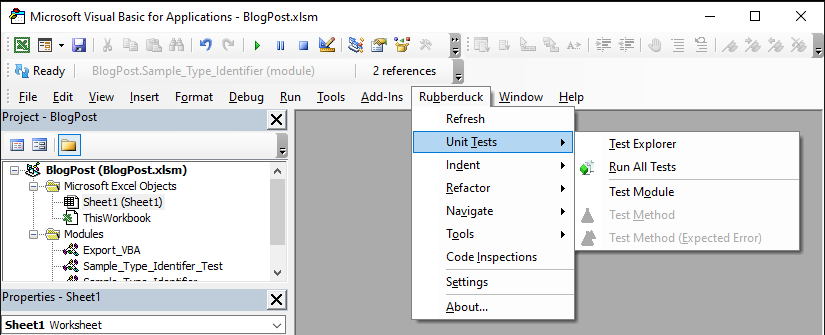 Microsoft Visual Basic for Applications - BlogPost.xlsm
Ready BlogPost.Sample_Type_Identifier (module) 2 references
File Edit View Insert Format Debug Run Tools Add-Ins Rubberduck Window Help
Project - BlogPost
BlogPost (BlogPost.xlsm)
Microsoft Excel Objects
Sheet1 (Sheet1)
ThisWorkbook
Modules
Export_VBA
Sample_Type_Identifer_Test
Sample_Type_Identifier
Properties - Sheet1
Sheet1 Worksheet
Refresh
Unit Tests
Indent
Refactor
Navigate
Tools
Code Inspections
Settings
About...
Test Explorer
Run All Tests
Test Module
Test Method
Test Method (Expected Error)